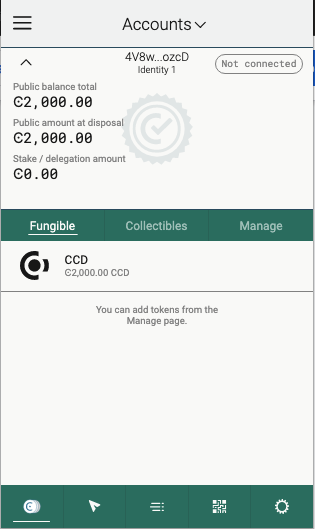 Accounts
4V8w...ozcD
Identity 1
Not connected
Public balance total
Ͼ2,000.00
Public amount at disposal
Ͼ2,000.00
Stake / delegation amount
Ͼ0.00
Fungible
Collectibles
Manage
CCD
Ͼ2,000.00 CCD
You can add tokens from the
Manage page.